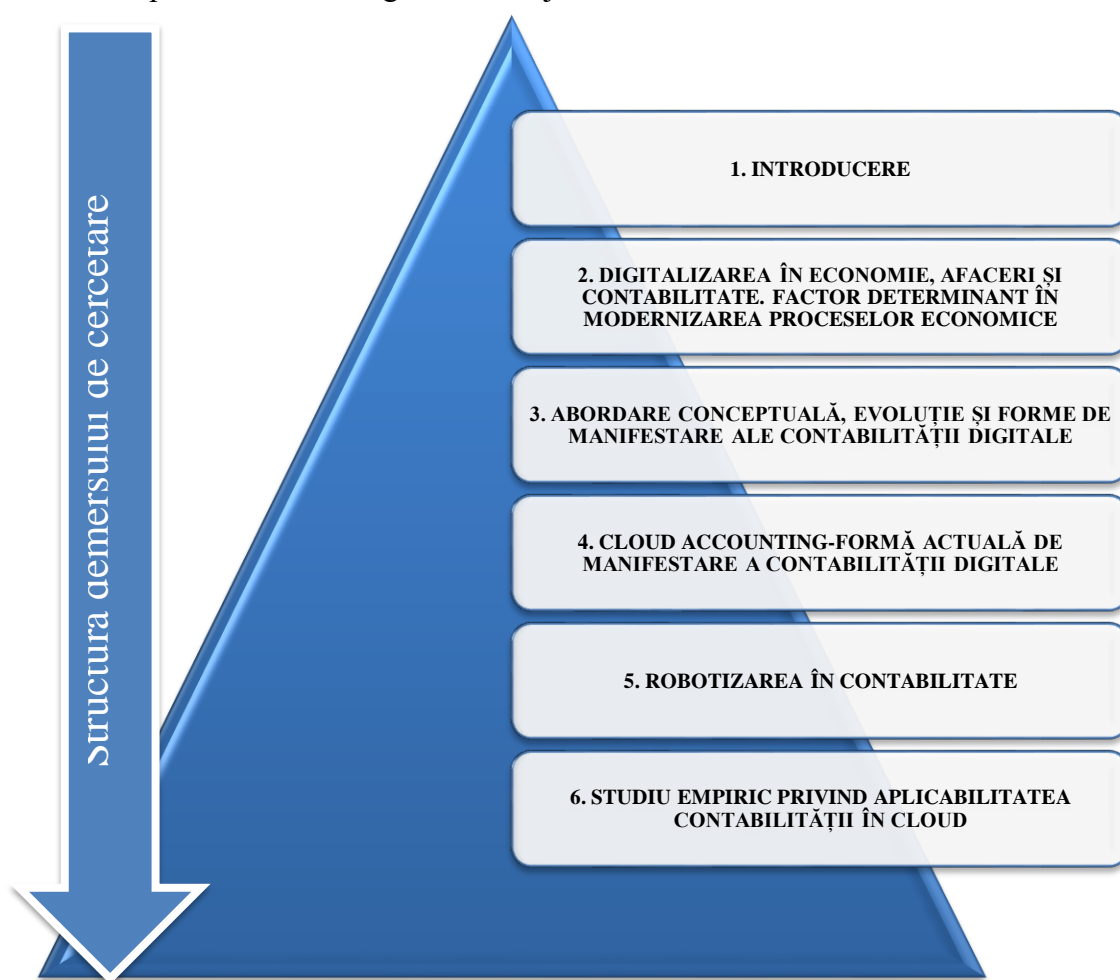 Structura demersului de cercetare
1. INTRODUCERE
2. DIGITALIZAREA ÎN ECONOMIE, AFACERI ȘI
CONTABILITATE. FACTOR DETERMINANT ÎN
MODERNIZAREA PROCESELOR ECONOMICE
3. ABORDARE CONCEPTUALĂ, EVOLUȚIE ȘI FORME DE
MANIFESTARE ALE CONTABILITĂȚII DIGITALE
4. CLOUD ACCOUNTING-FORMĂ ACTUALĂ DE
MANIFESTARE A CONTABILITĂȚII DIGITALE
5. ROBOTIZAREA ÎN CONTABILITATE
6. STUDIU EMPIRIC PRIVIND APLICABILITATEA
CONTABILITĂȚII ÎN CLOUD